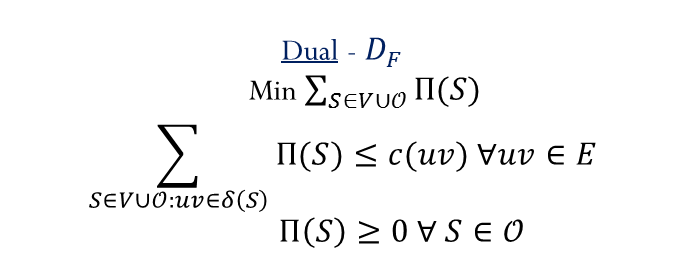 Dual - D_F
Min ∑_{S∈V∪𝒪} Π(S)
∑_{S∈V∪𝒪:uv∈δ(S)} Π(S) ≤ c(uv) ∀uv ∈ E
Π(S) ≥ 0 ∀ S ∈ 𝒪